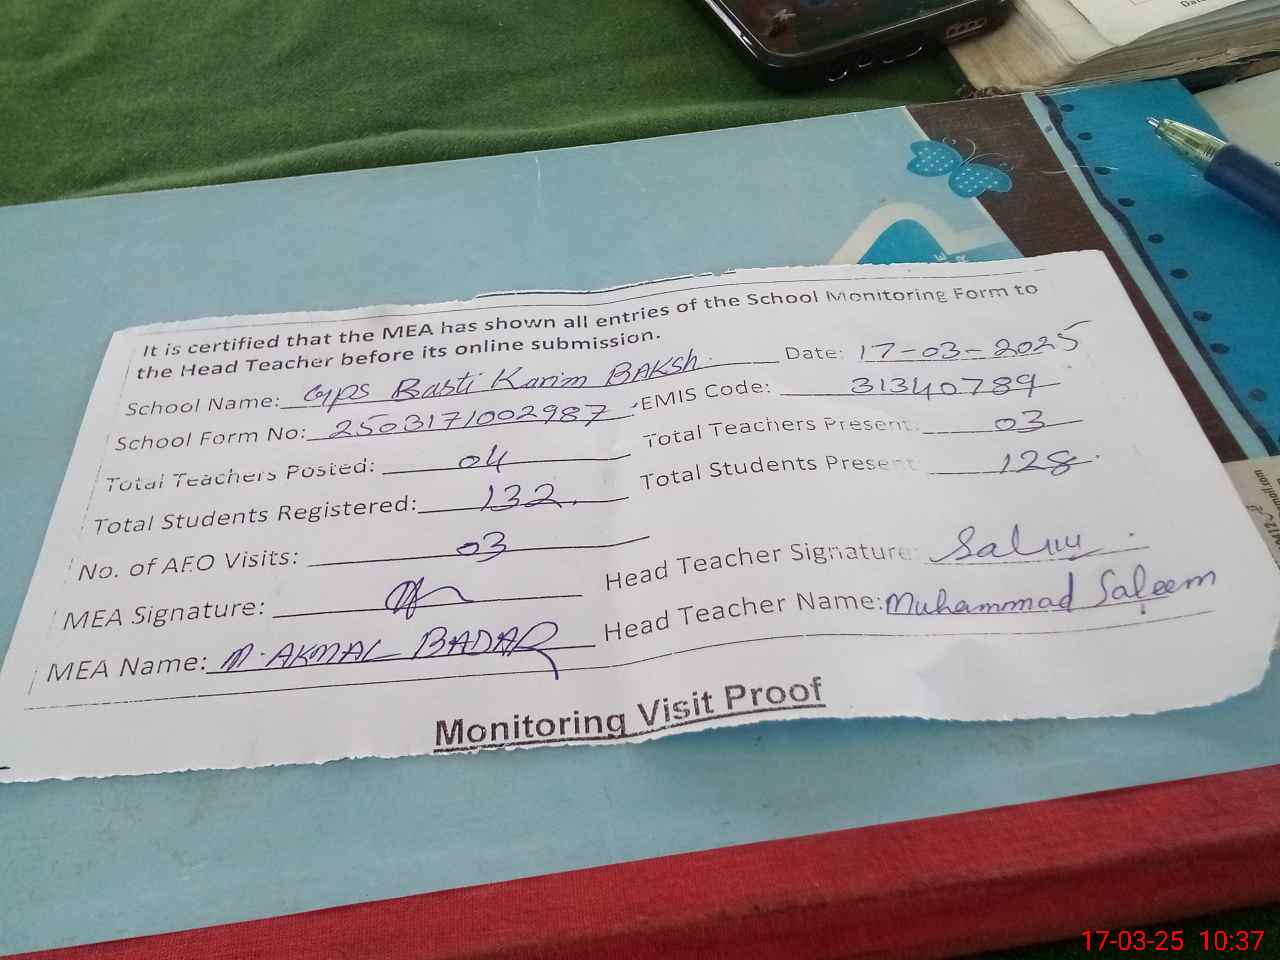 It is certified that the MEA has shown all entries of the School Monitoring Form to
the Head Teacher before its online submission.
School Name: GPS Basti Karim BAKSh. Date: 17-03-2025
School Form No: 250317/002987 EMIS Code: 31340789
Total Teachers Posted: 04 Total Teachers Present: 03
Total Students Registered: 132 Total Students Present: 128
No. of AEO Visits: 03
MEA Signature: Head Teacher Signature:
MEA Name: M. AKMAL BADAR Head Teacher Name: Muhammad Saleem
Monitoring Visit Proof
17-03-25 10:37